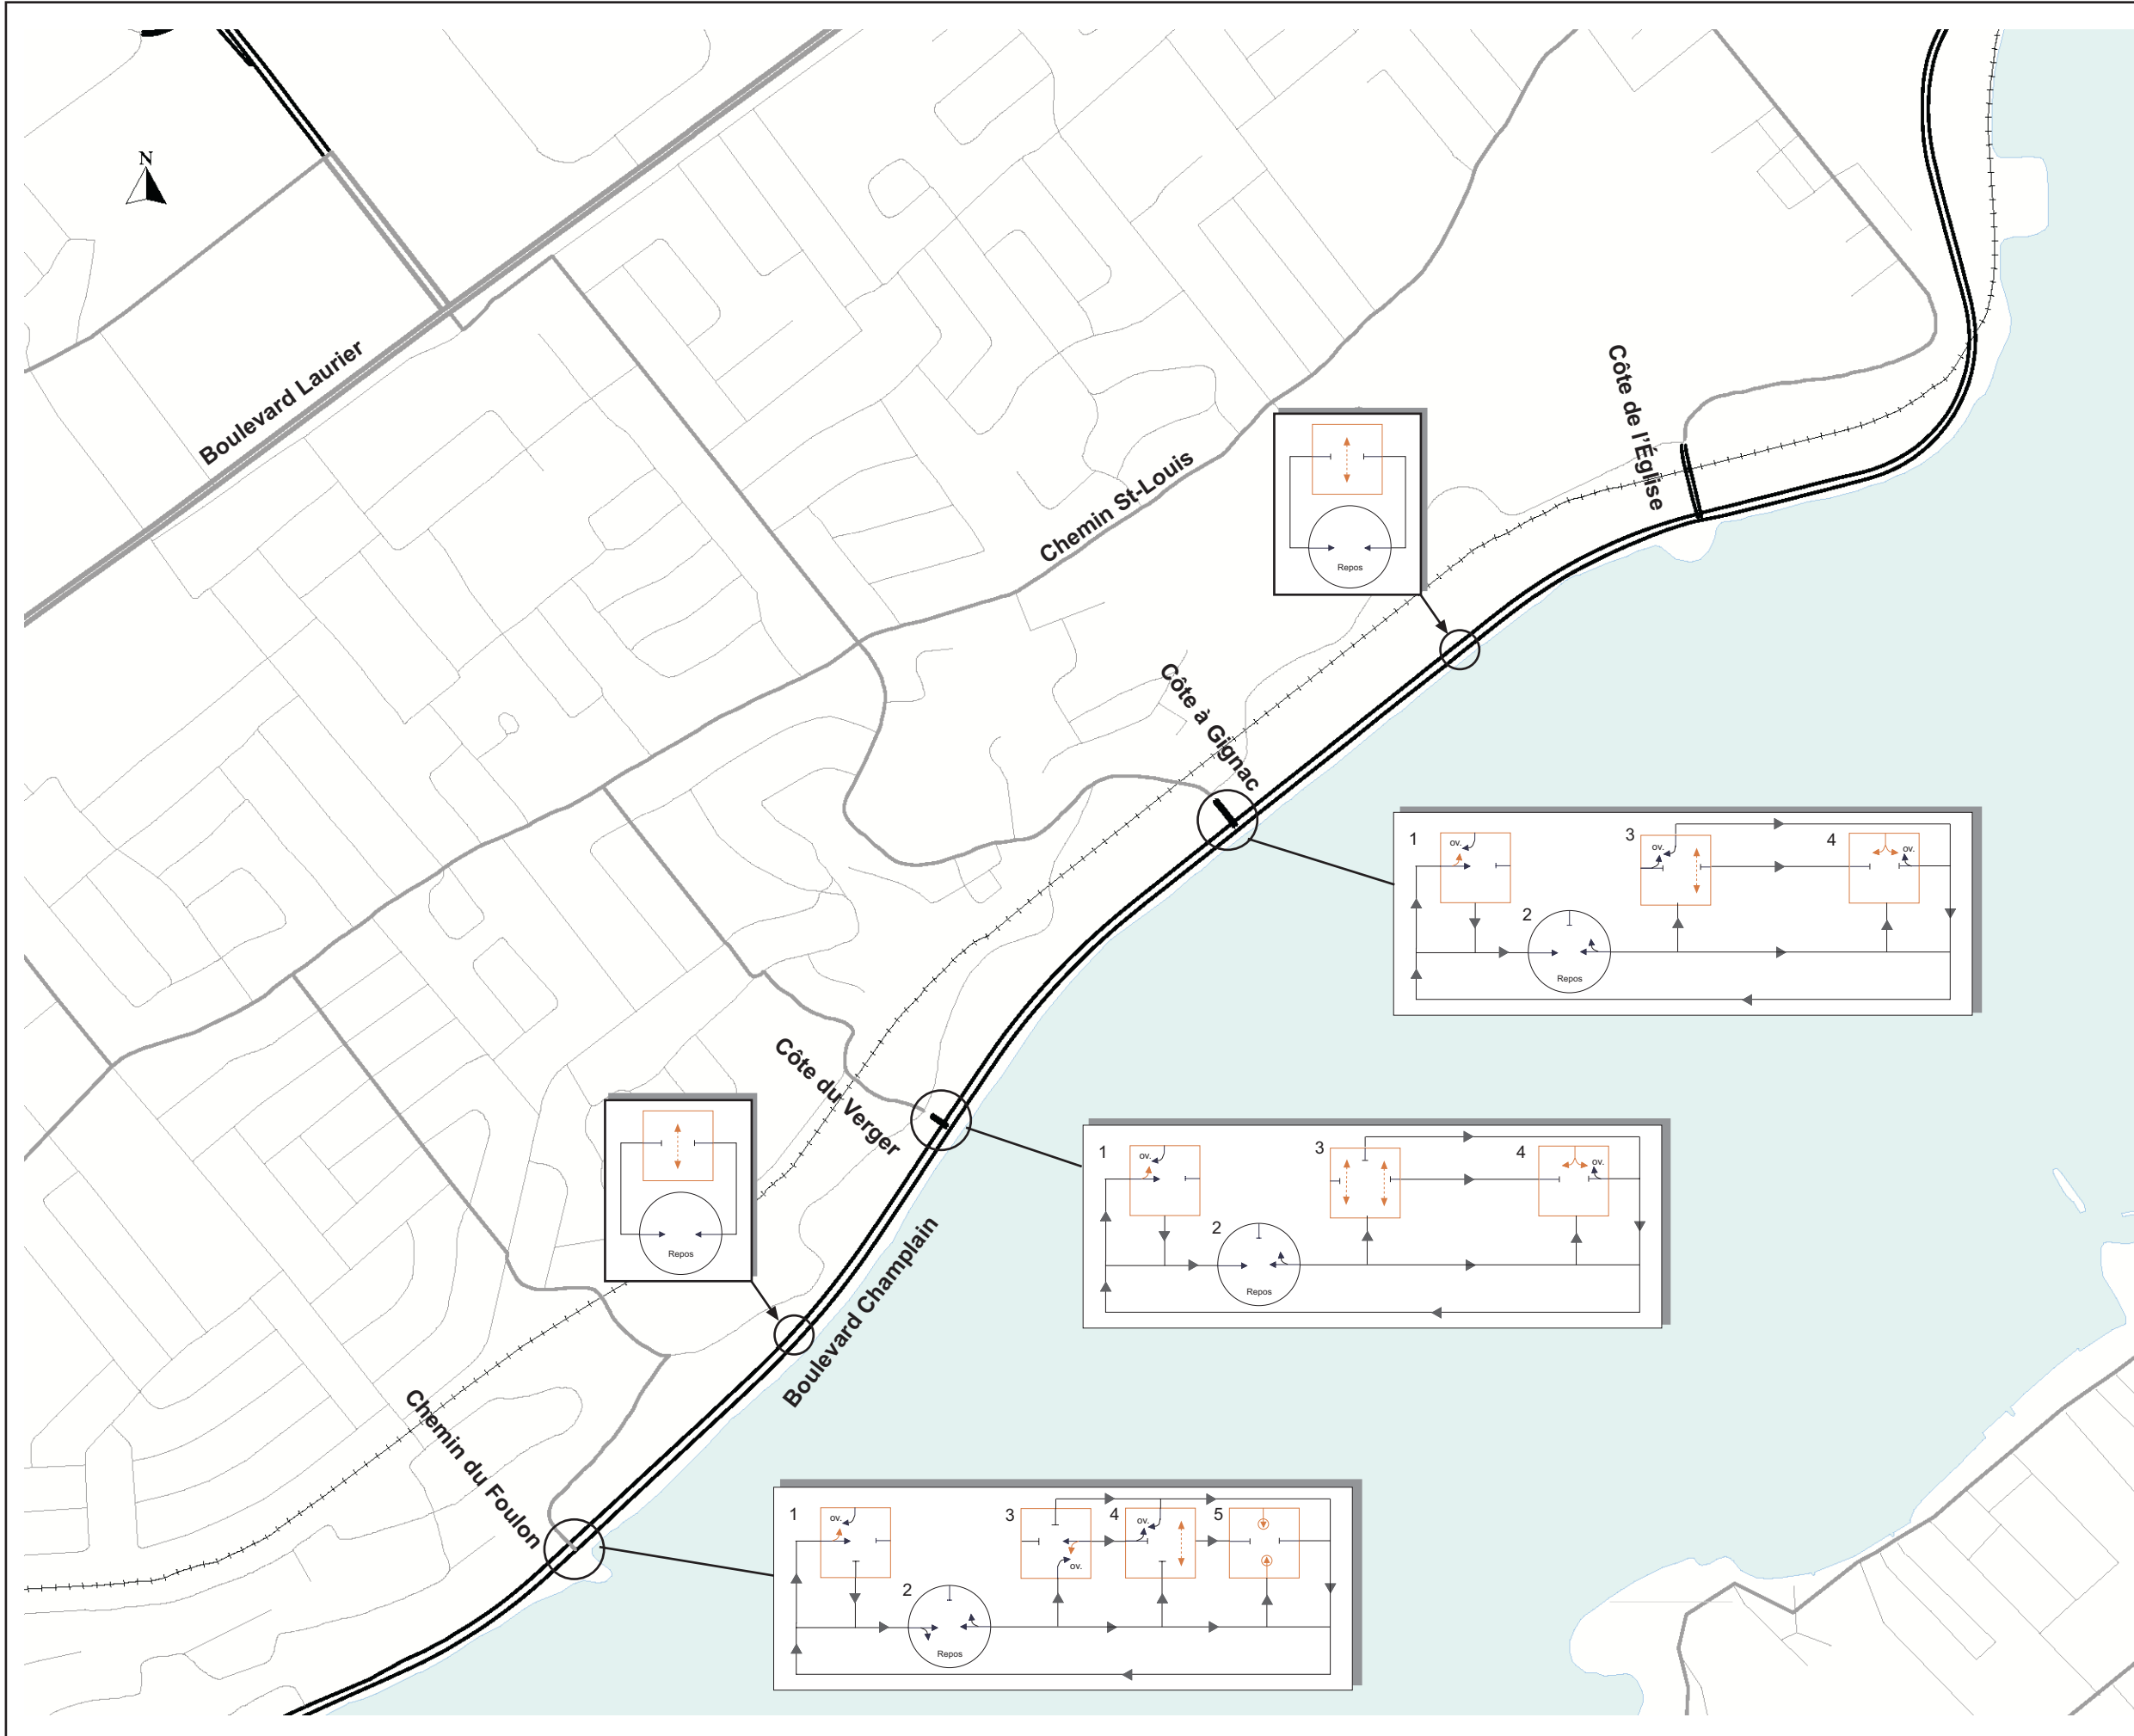 N
Boulevard Laurier
Chemin St-Louis
Côte de l'Église
Repos
Côte à Gignac
1
ov.
3
ov.
4
ov.
2
Repos
Côte du Verger
1
ov.
3
4
ov.
2
Repos
Repos
Boulevard Champlain
Chemin du Foulon
1
ov.
3
ov.
4
ov.
5
2
Repos